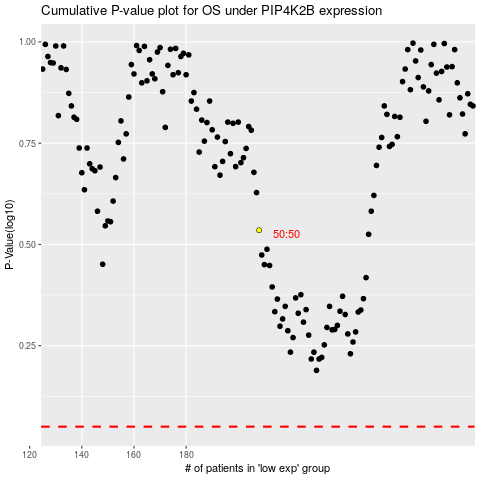 Cumulative P-value plot for OS under PIP4K2B expression
P-Value(log10)
1.00
0.75
0.50
0.25
50:50
120 140 160 180
# of patients in 'low exp' group